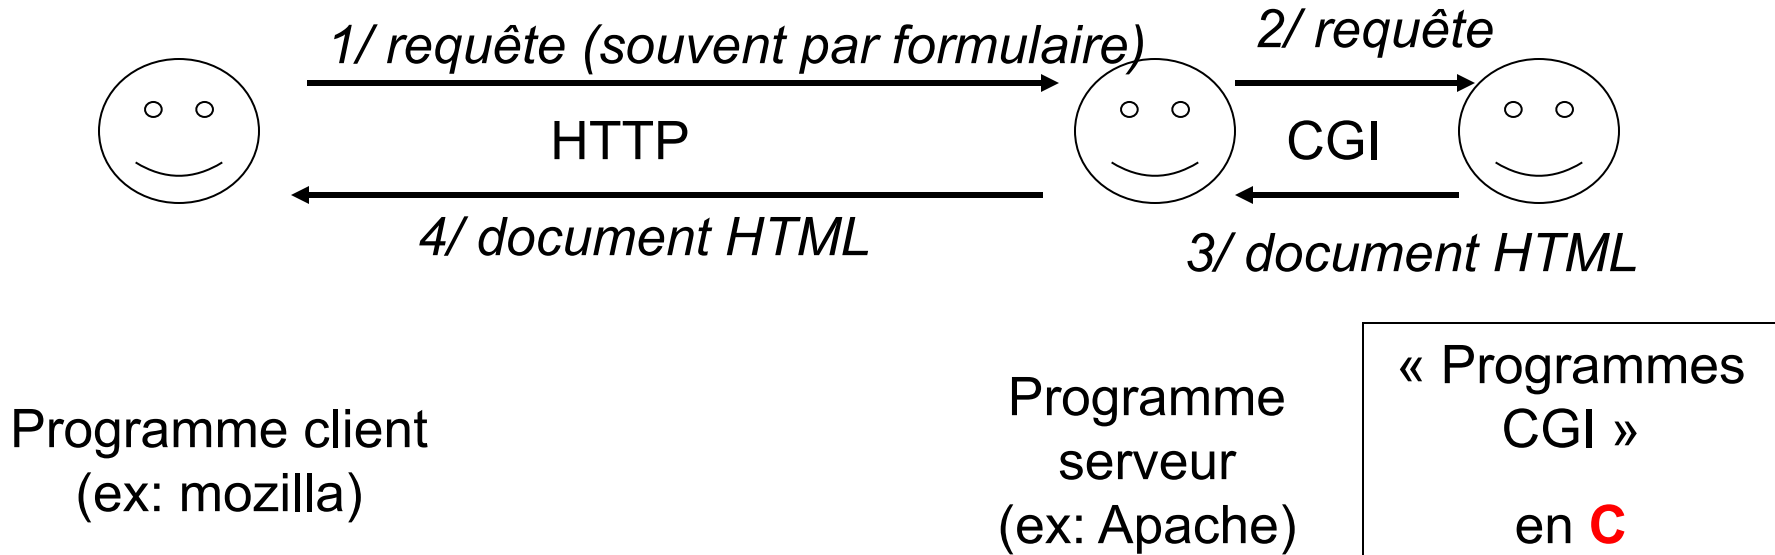 1/ requête (souvent par formulaire)
2/ requête
HTTP
CGI
4/ document HTML
3/ document HTML
Programme client
(ex: mozilla)
Programme
serveur
(ex: Apache)
« Programmes
CGI »
en C